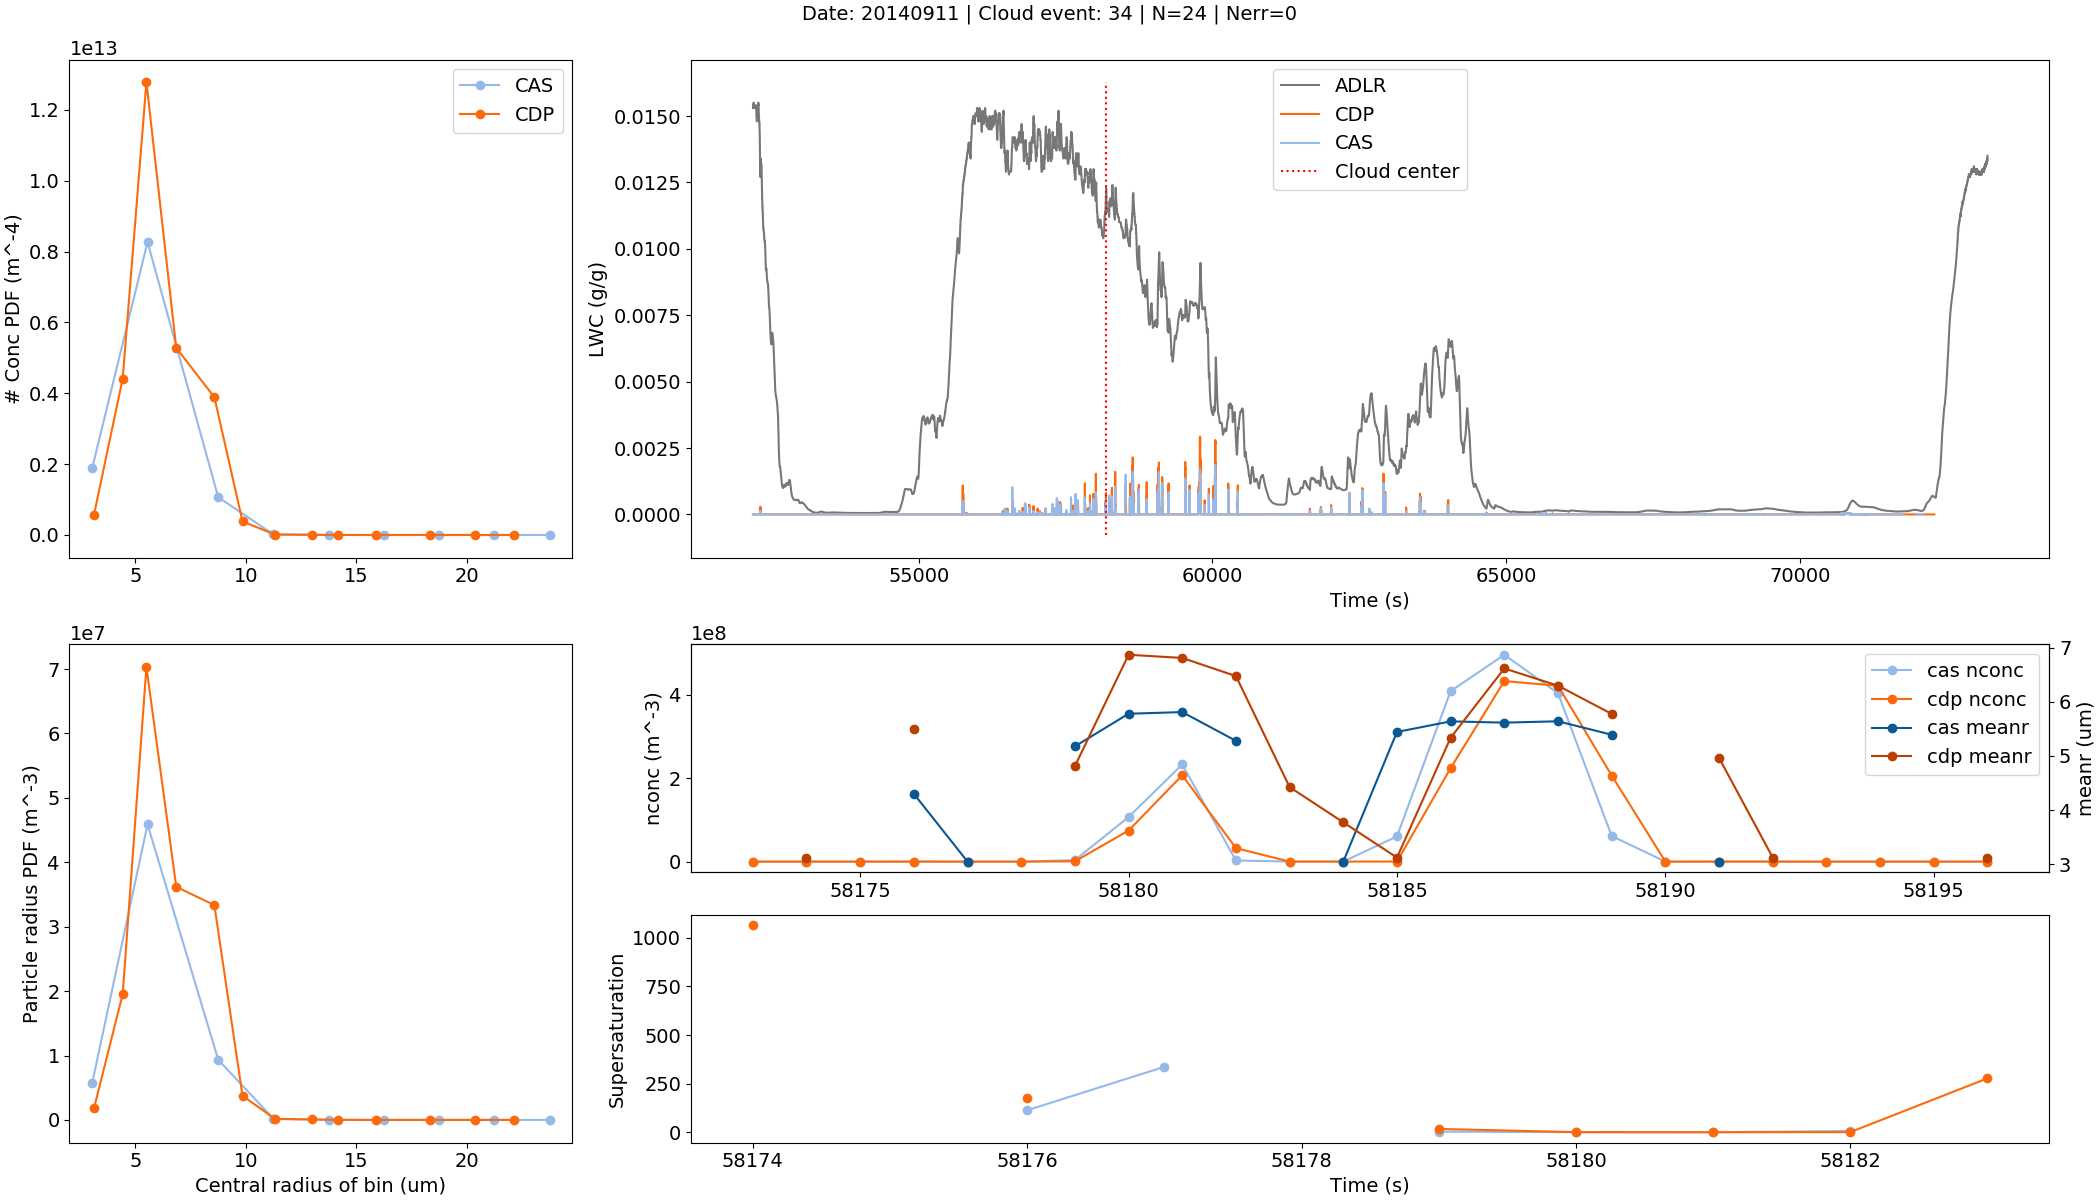 Date: 20140911 | Cloud event: 34 | N=24 | Nerr=0
1e13
# Conc PDF (m^-4)
1.2
1.0
0.8
0.6
0.4
0.2
0.0
5 10 15 20
CAS
CDP
LWC (g/g)
0.0150
0.0125
0.0100
0.0075
0.0050
0.0025
0.0000
55000 60000 65000 70000
Time (s)
ADLR
CDP
CAS
Cloud center
1e7
Particle radius PDF (m^-3)
7
6
5
4
3
2
1
0
5 10 15 20
Central radius of bin (um)
1e8
nconc (m^-3)
4
2
0
58175 58180 58185 58190 58195
7
6
5
4
3
meanr (um)
cas nconc
cdp nconc
cas meanr
cdp meanr
Supersaturation
1000
750
500
250
0
58174 58176 58178 58180 58182
Time (s)